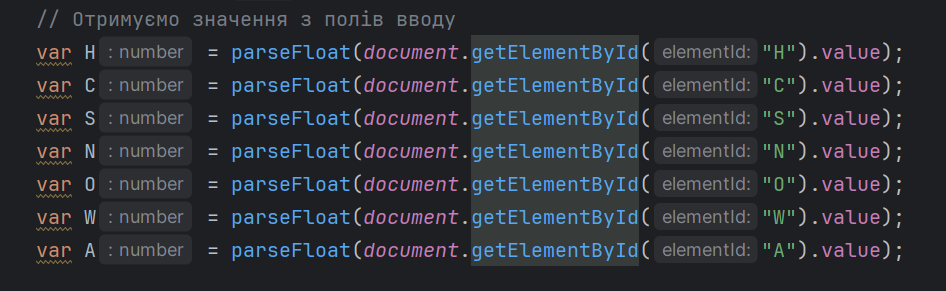 // Отримуємо значення з полів вводу
var H : number = parseFloat(document.getElementById( elementId: "H").value);
var C : number = parseFloat(document.getElementById( elementId: "C").value);
var S : number = parseFloat(document.getElementById( elementId: "S").value);
var N : number = parseFloat(document.getElementById( elementId: "N").value);
var O : number = parseFloat(document.getElementById( elementId: "O").value);
var W : number = parseFloat(document.getElementById( elementId: "W").value);
var A : number = parseFloat(document.getElementById( elementId: "A").value);